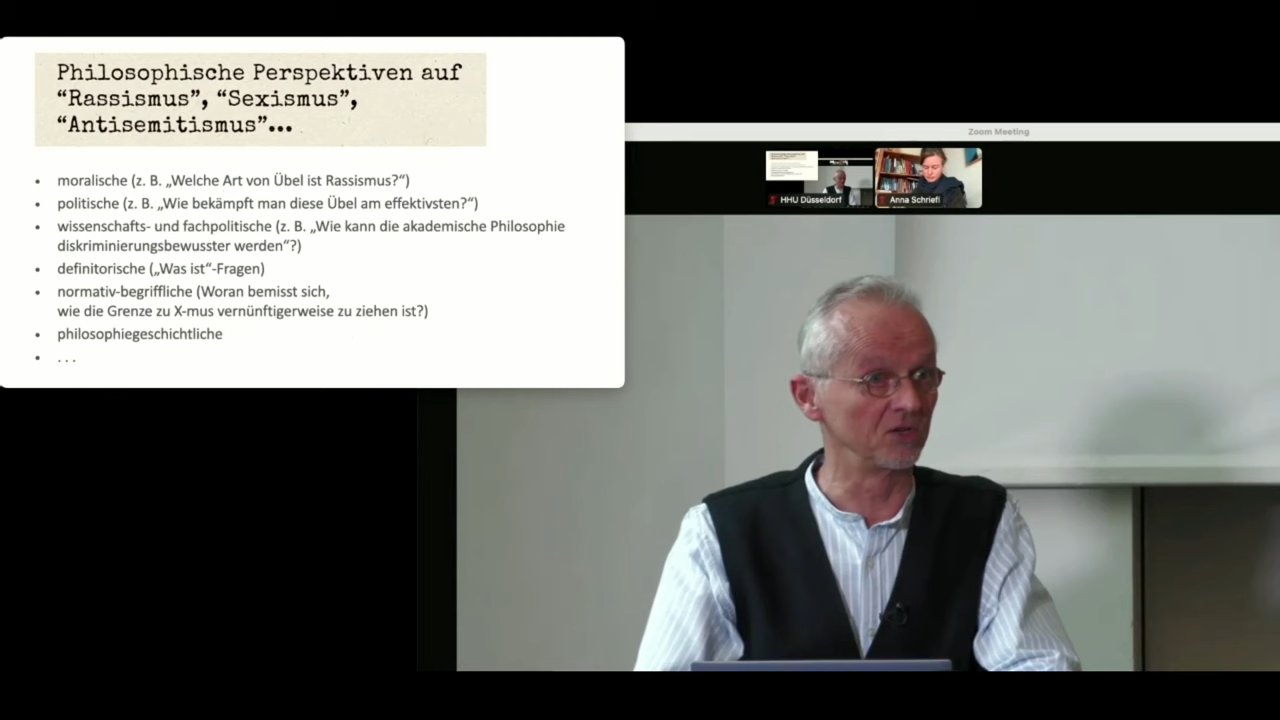 Philosophische Perspektiven auf
“Rassismus”, “Sexismus”,
“Antisemitismus”...
• moralische (z. B. „Welche Art von Übel ist Rassismus?“)
• politische (z. B. „Wie bekämpft man diese Übel am effektivsten?“)
• wissenschafts- und fachpolitische (z. B. „Wie kann die akademische Philosophie
diskriminierungsbewusster werden“?)
• definitorische („Was ist“-Fragen)
• normativ-begriffliche (Woran bemisst sich,
wie die Grenze zu X-mus vernünftigerweise zu ziehen ist?)
• philosophiegeschichtliche
• . . .
Zoom Meeting
HHU Düsseldorf
Anna Schriefl